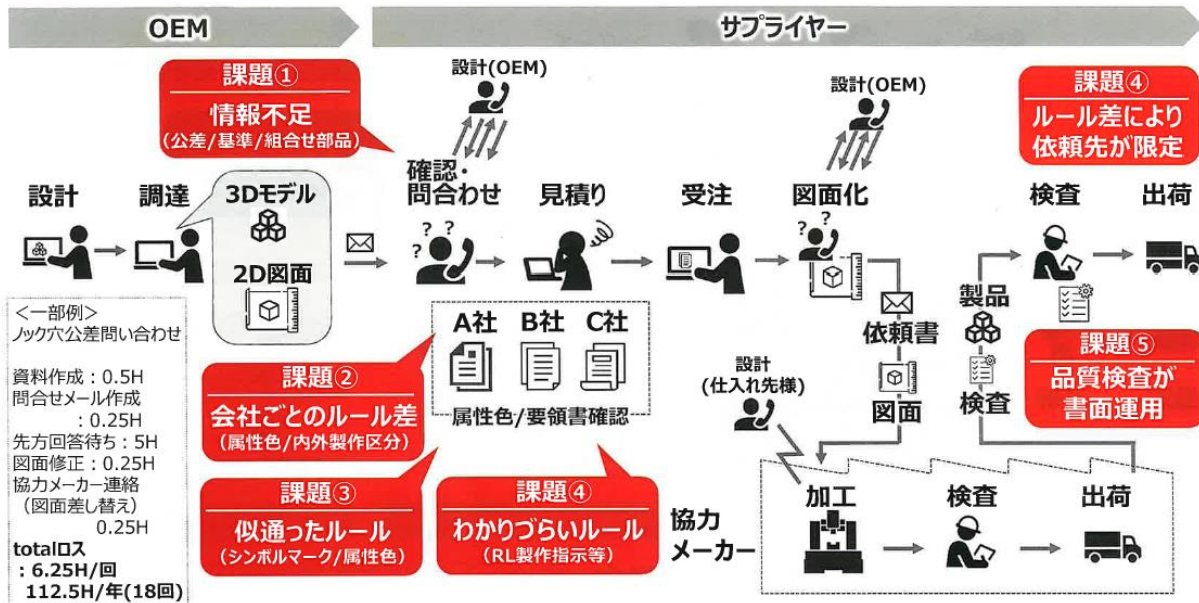 OEM
サプライヤー
課題①
情報不足
(公差/基準/組合せ部品)
設計(OEM)
設計(OEM)
課題④
ルール差により
依頼先が限定
設計
調達
3Dモデル
2D図面
確認・
問合わせ
? ? ?
見積り
受注
図面化
? ? ?
検査
出荷
<一部例>
ノック穴公差問い合わせ
資料作成：0.5H
問合せメール作成
：0.25H
先方回答待ち：5H
図面修正：0.25H
協力メーカー連絡
（図面差し替え）
0.25H
totalロス
：6.25H/回
112.5H/年(18回)
A社 B社 C社
属性色/要領書確認
課題②
会社ごとのルール差
(属性色/内外製作区分)
課題③
似通ったルール
(シンボルマーク/属性色)
課題④
わかりづらいルール
(RL製作指示等)
依頼書
図面
設計
(仕入れ先様)
製品
検査
課題⑤
品質検査が
書面運用
協力
メーカー
加工
検査
出荷